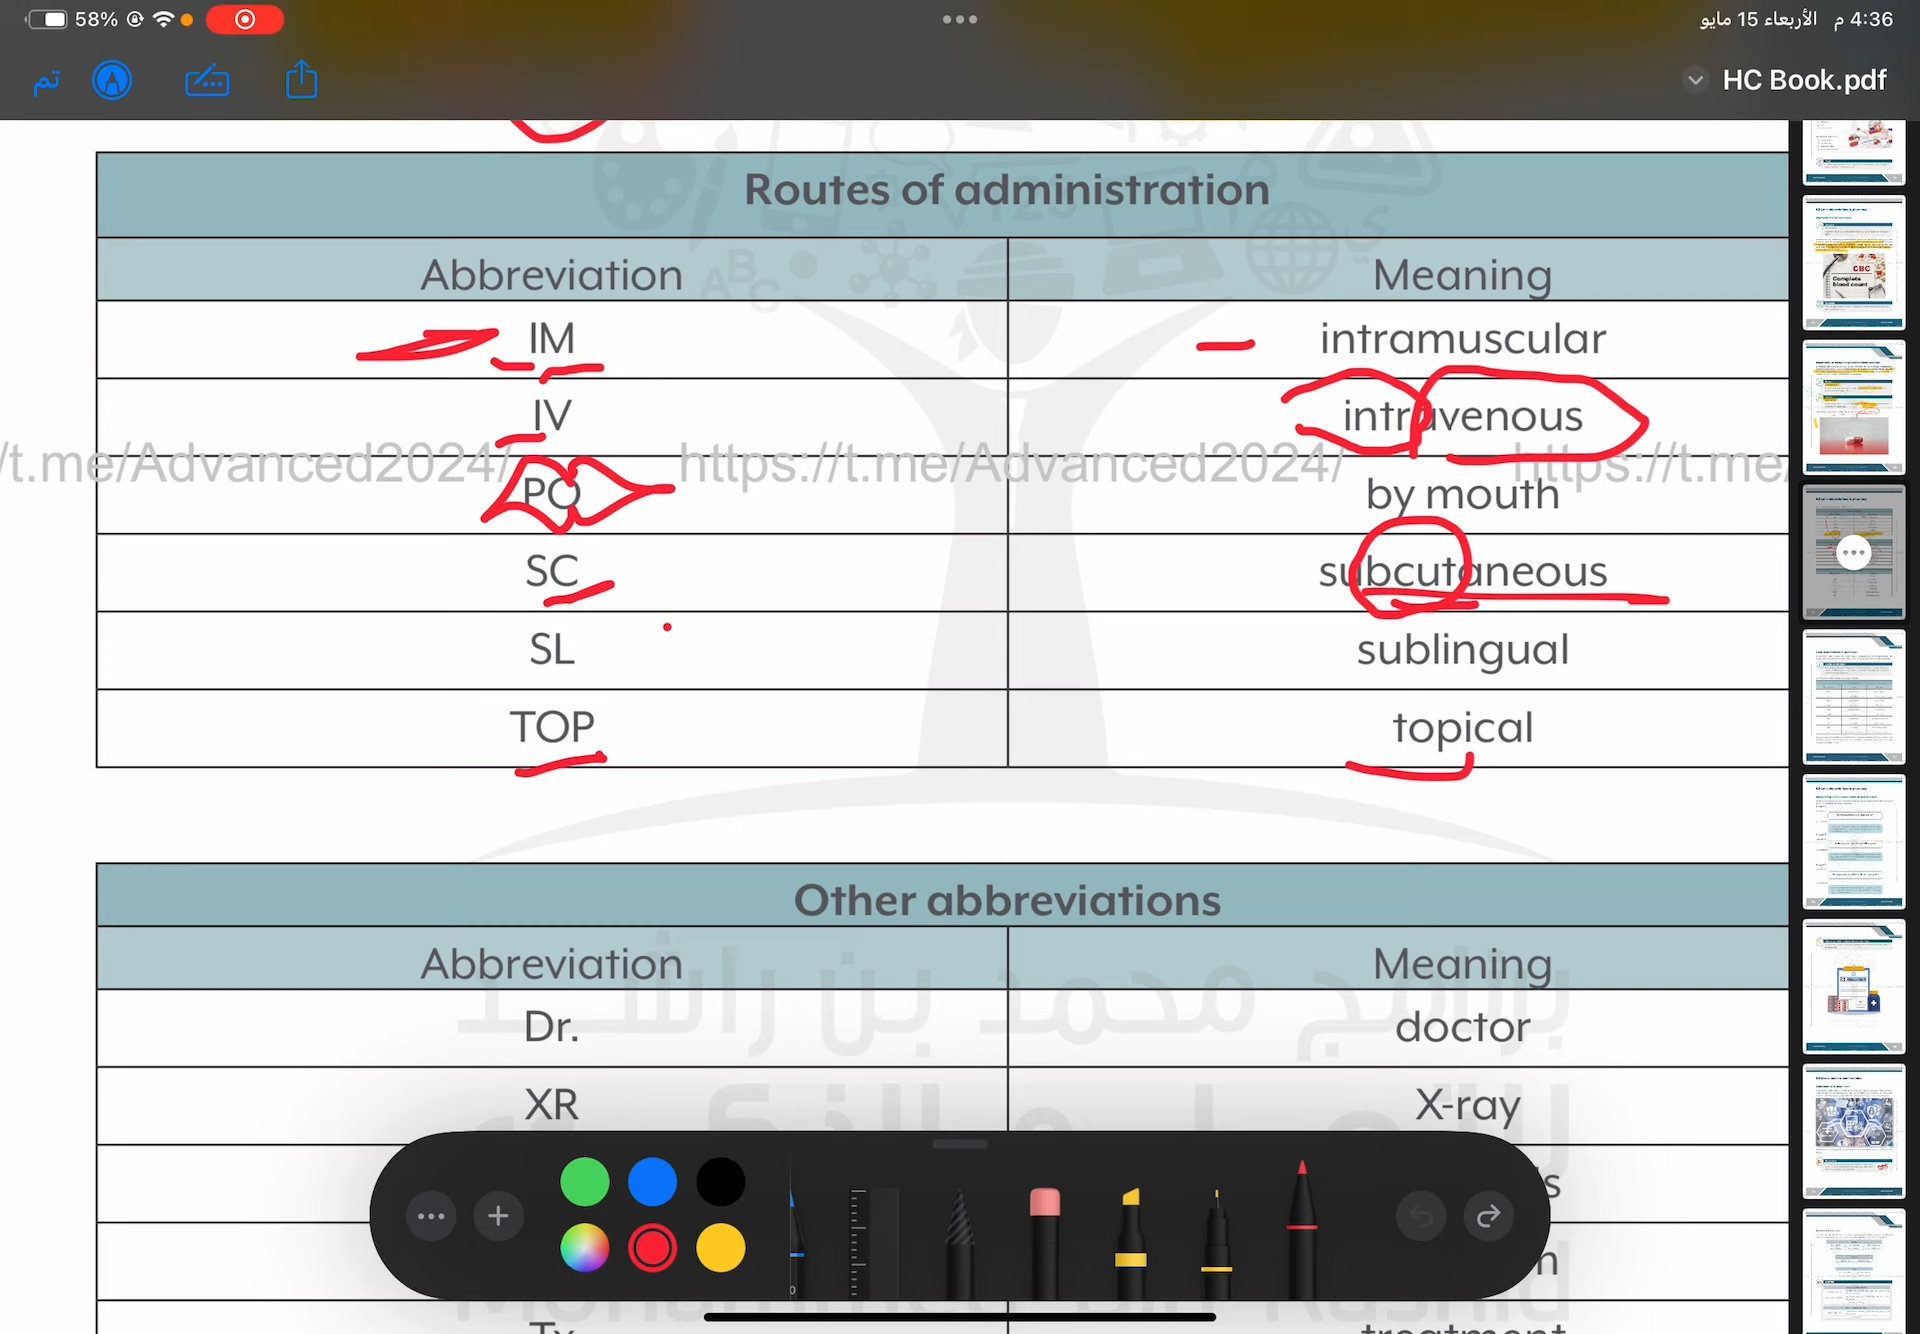 58%
4:36 م الأربعاء 15 مايو
تم
HC Book.pdf
Routes of administration
Abbreviation Meaning
IM intramuscular
IV intravenous
/t.me/Advanced2024/ https://t.me/Advanced2024/ https://t.me/
PO by mouth
SC subcutaneous
SL sublingual
TOP topical
Other abbreviations
Abbreviation Meaning
برنامج محمد بن راشد
Dr. doctor
XR X-ray
Tx treatment
CBC
Complete
blood count